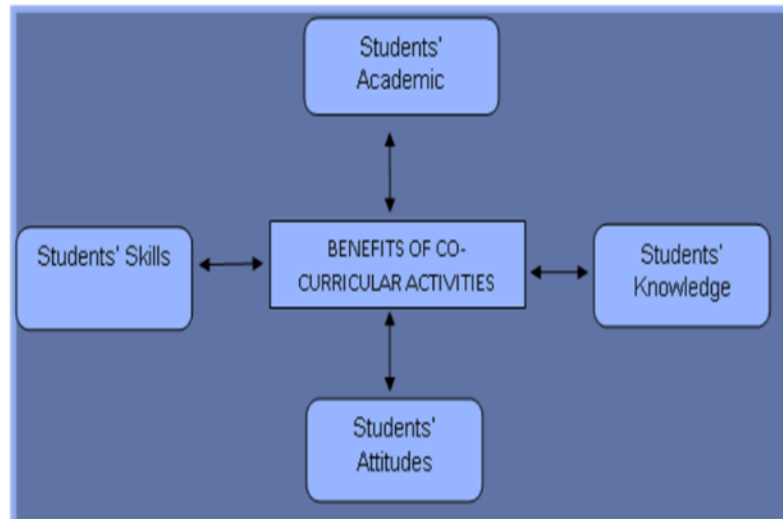 Students'
Academic
Students' Skills
BENEFITS OF CO-
CURRICULAR ACTIVITIES
Students'
Knowledge
Students'
Attitudes